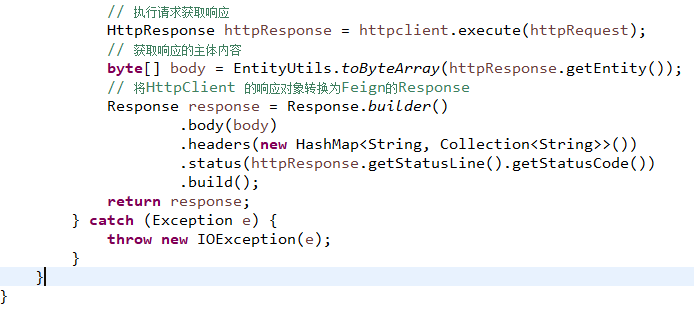 // 执行请求获取响应
HttpResponse httpResponse = httpclient.execute(httpRequest);
// 获取响应的主体内容
byte[] body = EntityUtils.toByteArray(httpResponse.getEntity());
// 将HttpClient 的响应对象转换为Feign的Response
Response response = Response.builder()
.body(body)
.headers(new HashMap<String, Collection<String>>())
.status(httpResponse.getStatusLine().getStatusCode())
.build();
return response;
} catch (Exception e) {
throw new IOException(e);
}
}
}